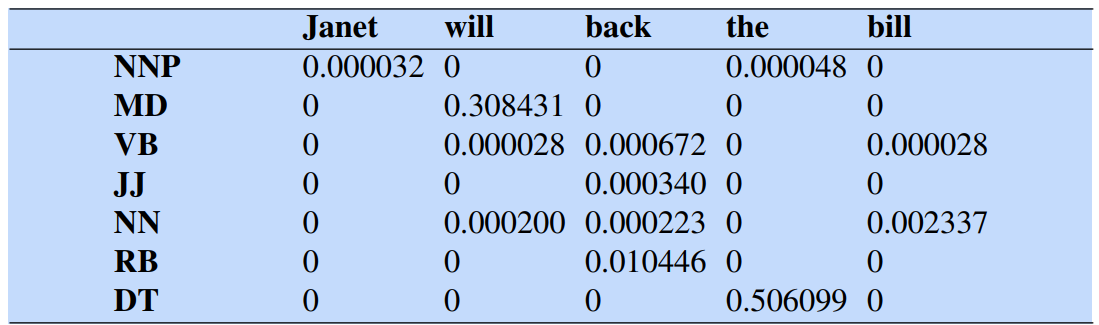 Janet will back the bill
NNP 0.000032 0 0 0.000048 0
MD 0 0.308431 0 0 0
VB 0 0.000028 0.000672 0 0.000028
JJ 0 0 0.000340 0 0
NN 0 0.000200 0.000223 0 0.002337
RB 0 0 0.010446 0 0
DT 0 0 0 0.506099 0